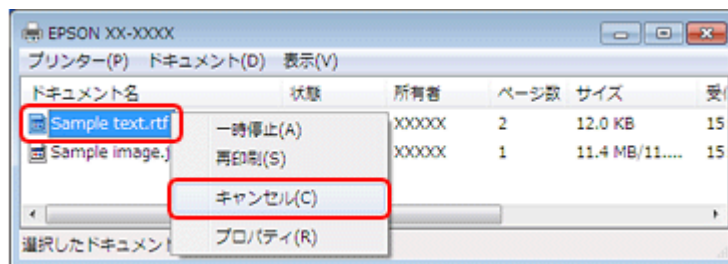 EPSON XX-XXXX
プリンター(P) ドキュメント(D) 表示(V)
ドキュメント名 状態 所有者 ページ数 サイズ 受
Sample text.rtf XXXXX 2 12.0 KB 15
Sample image.j XXXXX 1 11.4 MB/11.... 15
一時停止(A)
再印刷(S)
キャンセル(C)
プロパティ(R)
選択したドキュメント